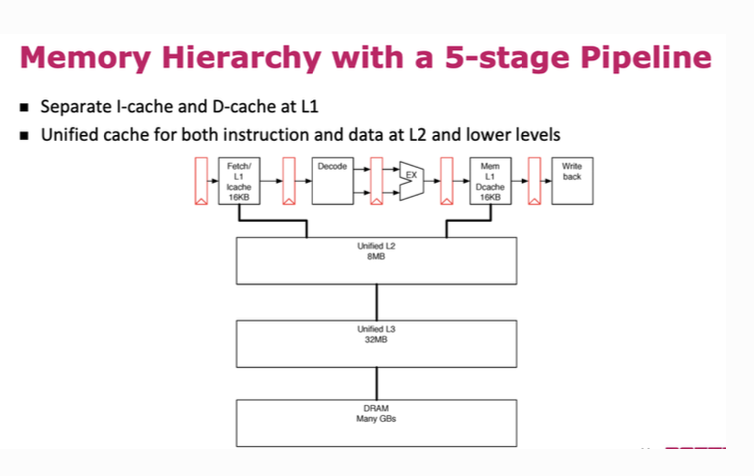 Memory Hierarchy with a 5-stage Pipeline
Separate I-cache and D-cache at L1
Unified cache for both instruction and data at L2 and lower levels
Fetch/
L1
Icache
16KB
Decode
EX
Mem
L1
Dcache
16KB
Write
back
Unified L2
8MB
Unified L3
32MB
DRAM
Many GBs